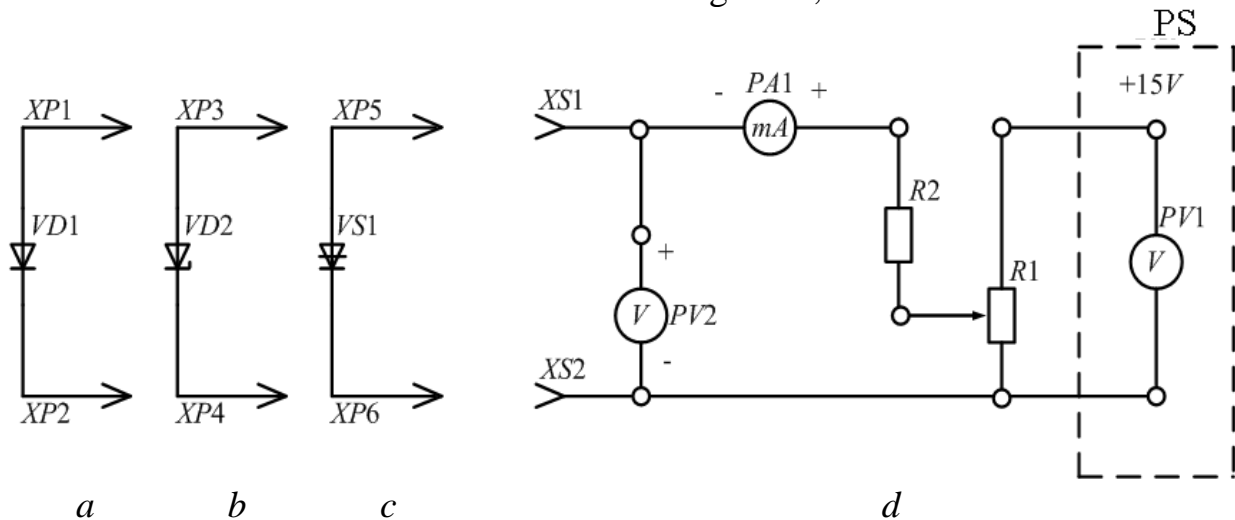 PS
+15V
XP1 XP3 XP5 XS1 - PA1 +
mA
R2
VD1 VD2 VS1 PV1
+ V R1
V PV2
-
XS2
XP2 XP4 XP6
a b c d